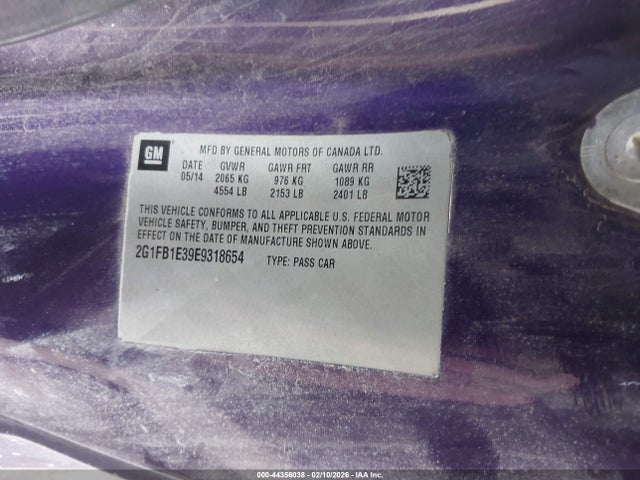 GM
MFD BY GENERAL MOTORS OF CANADA LTD.
DATE GVWR GAWR FRT GAWR RR
05/14 2065 KG 976 KG 1089 KG
4554 LB 2153 LB 2401 LB
THIS VEHICLE CONFORMS TO ALL APPLICABLE U.S. FEDERAL MOTOR
VEHICLE SAFETY, BUMPER, AND THEFT PREVENTION STANDARDS IN
EFFECT ON THE DATE OF MANUFACTURE SHOWN ABOVE.
2G1FB1E39E9318654 TYPE: PASS CAR
000-44356038 - 02/10/2026 - IAA Inc.